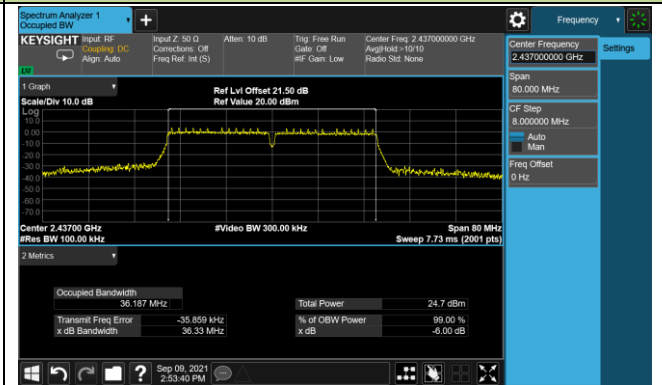 Spectrum Analyzer 1
Occupied BW
+
Frequency
KEYSIGHT
Input: RF
Coupling: DC
Align: Auto
Input Z: 50 Ω
Corrections: Off
Freq Ref: Int (S)
Atten: 10 dB
Trig: Free Run
Gate: Off
#IF Gain: Low
Center Freq: 2.437000000 GHz
Avg|Hold:>10/10
Radio Std: None
Center Frequency
2.437000000 GHz
Settings
Span
80.000 MHz
CF Step
8.000000 MHz
Auto
Man
Freq Offset
0 Hz
1 Graph
Scale/Div 10.0 dB
Ref Lvl Offset 21.50 dB
Ref Value 20.00 dBm
Log
10.0
0.00
-10.0
-20.0
-30.0
-40.0
-50.0
-60.0
-70.0
Center 2.43700 GHz
#Res BW 100.00 kHz
#Video BW 300.00 kHz
Span 80 MHz
Sweep 7.73 ms (2001 pts)
2 Metrics
Occupied Bandwidth
36.187 MHz
Total Power 24.7 dBm
Transmit Freq Error -35.859 kHz
% of OBW Power 99.00 %
x dB Bandwidth 36.33 MHz
x dB -6.00 dB
?
Sep 09, 2021
2:53:40 PM